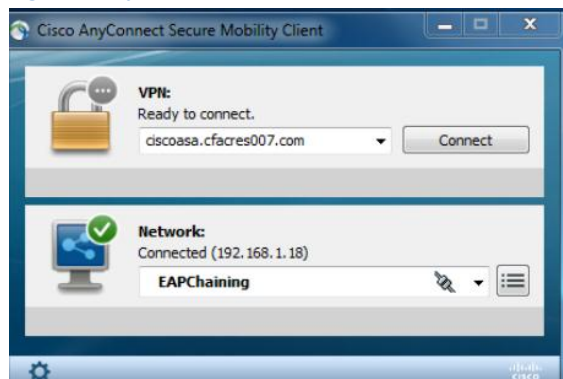 Cisco AnyConnect Secure Mobility Client
VPN:
Ready to connect.
ciscoasa.cfacres007.com
Connect
Network:
Connected (192.168.1.18)
EAPChaining
CISCO